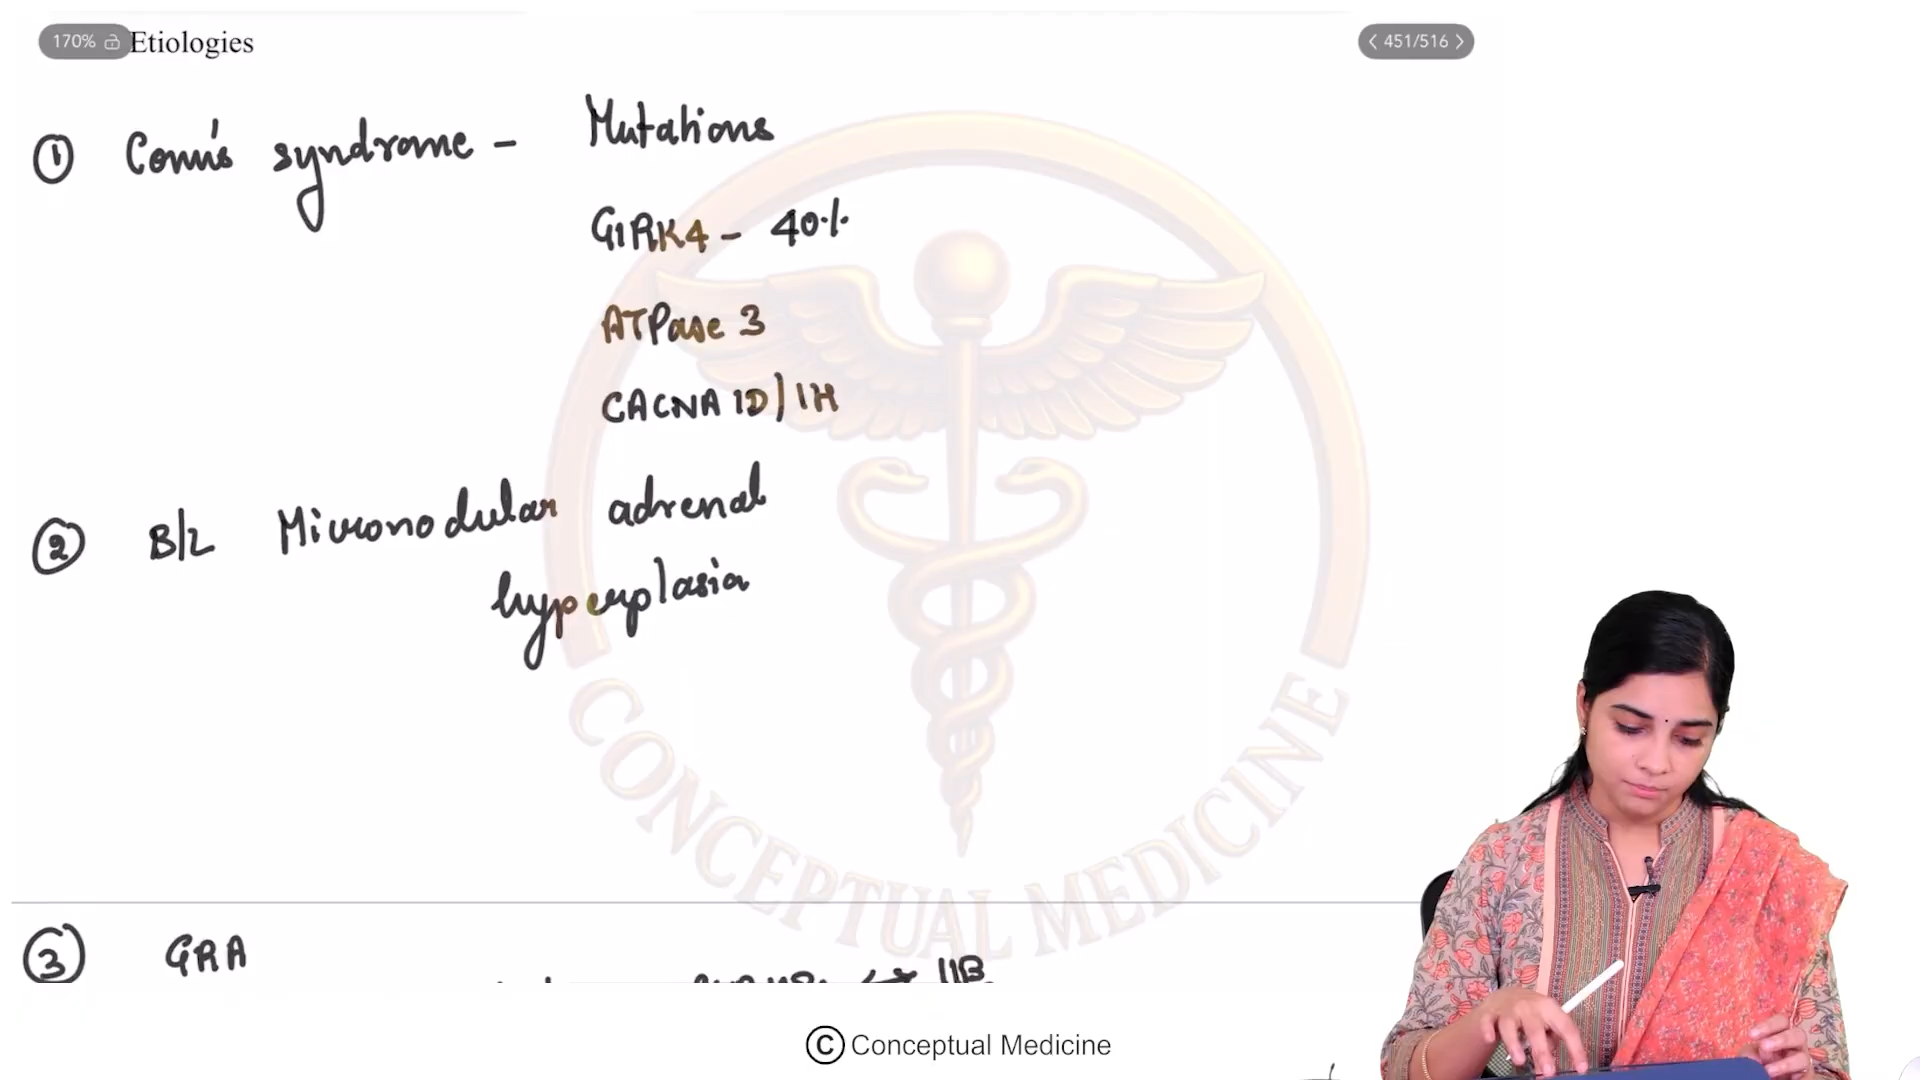 170% Etiologies
< 451/516 >
① Conn's syndrome - Mutations
GIRK4 - 40%
ATPase 3
CACNA 1D/1H
② B/L Micronodular adrenal
hyperplasia
CONCEPTUAL MEDICINE
③ GRA
11B
© Conceptual Medicine